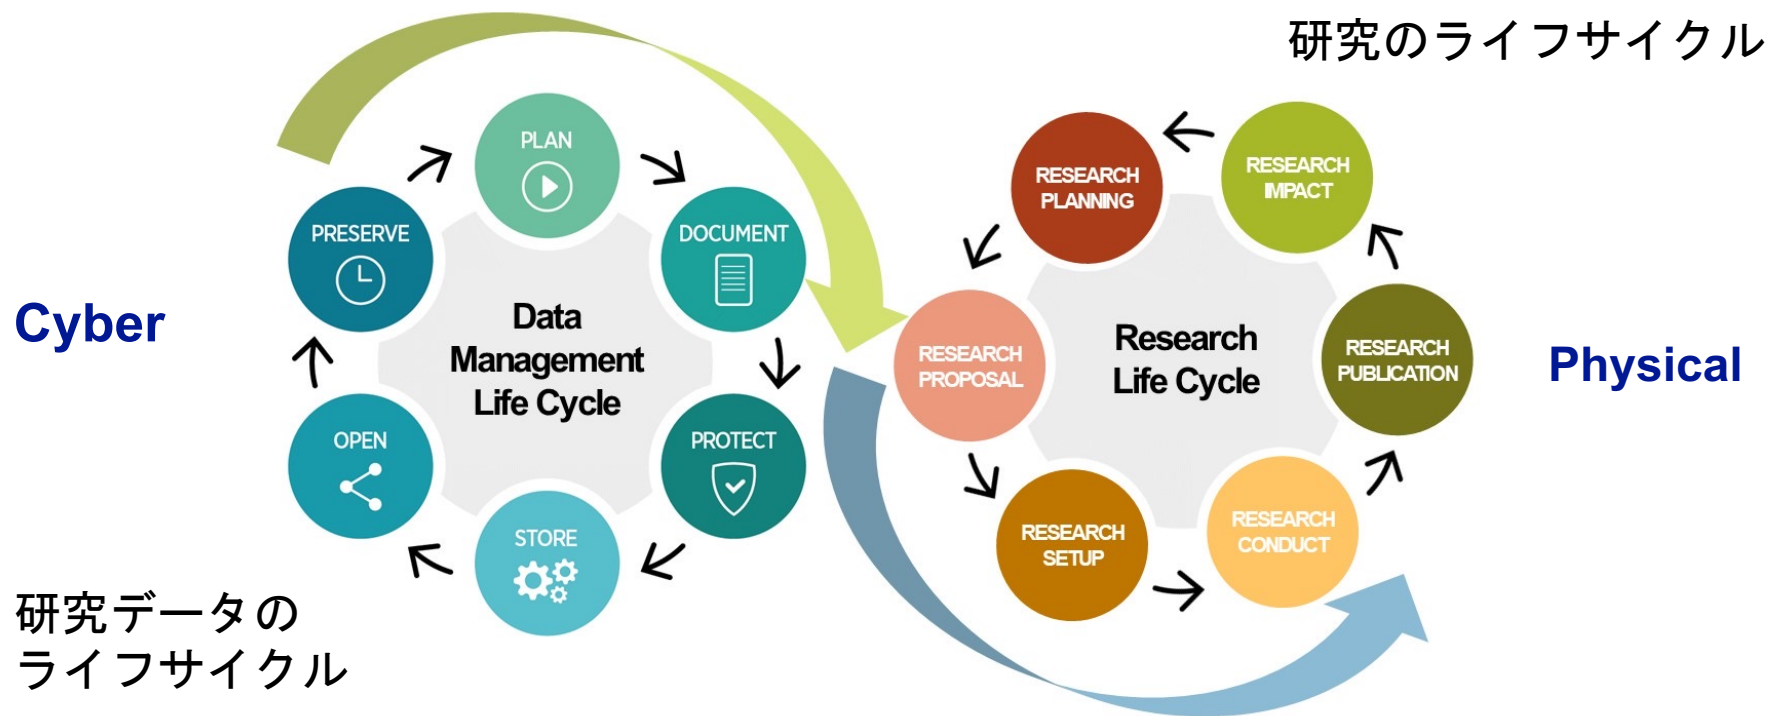 研究のライフサイクル
Cyber
PLAN
DOCUMENT
PROTECT
STORE
OPEN
PRESERVE
Data
Management
Life Cycle
研究データの
ライフサイクル
RESEARCH
PLANNING
RESEARCH
PROPOSAL
RESEARCH
SETUP
RESEARCH
CONDUCT
RESEARCH
PUBLICATION
RESEARCH
IMPACT
Research
Life Cycle
Physical